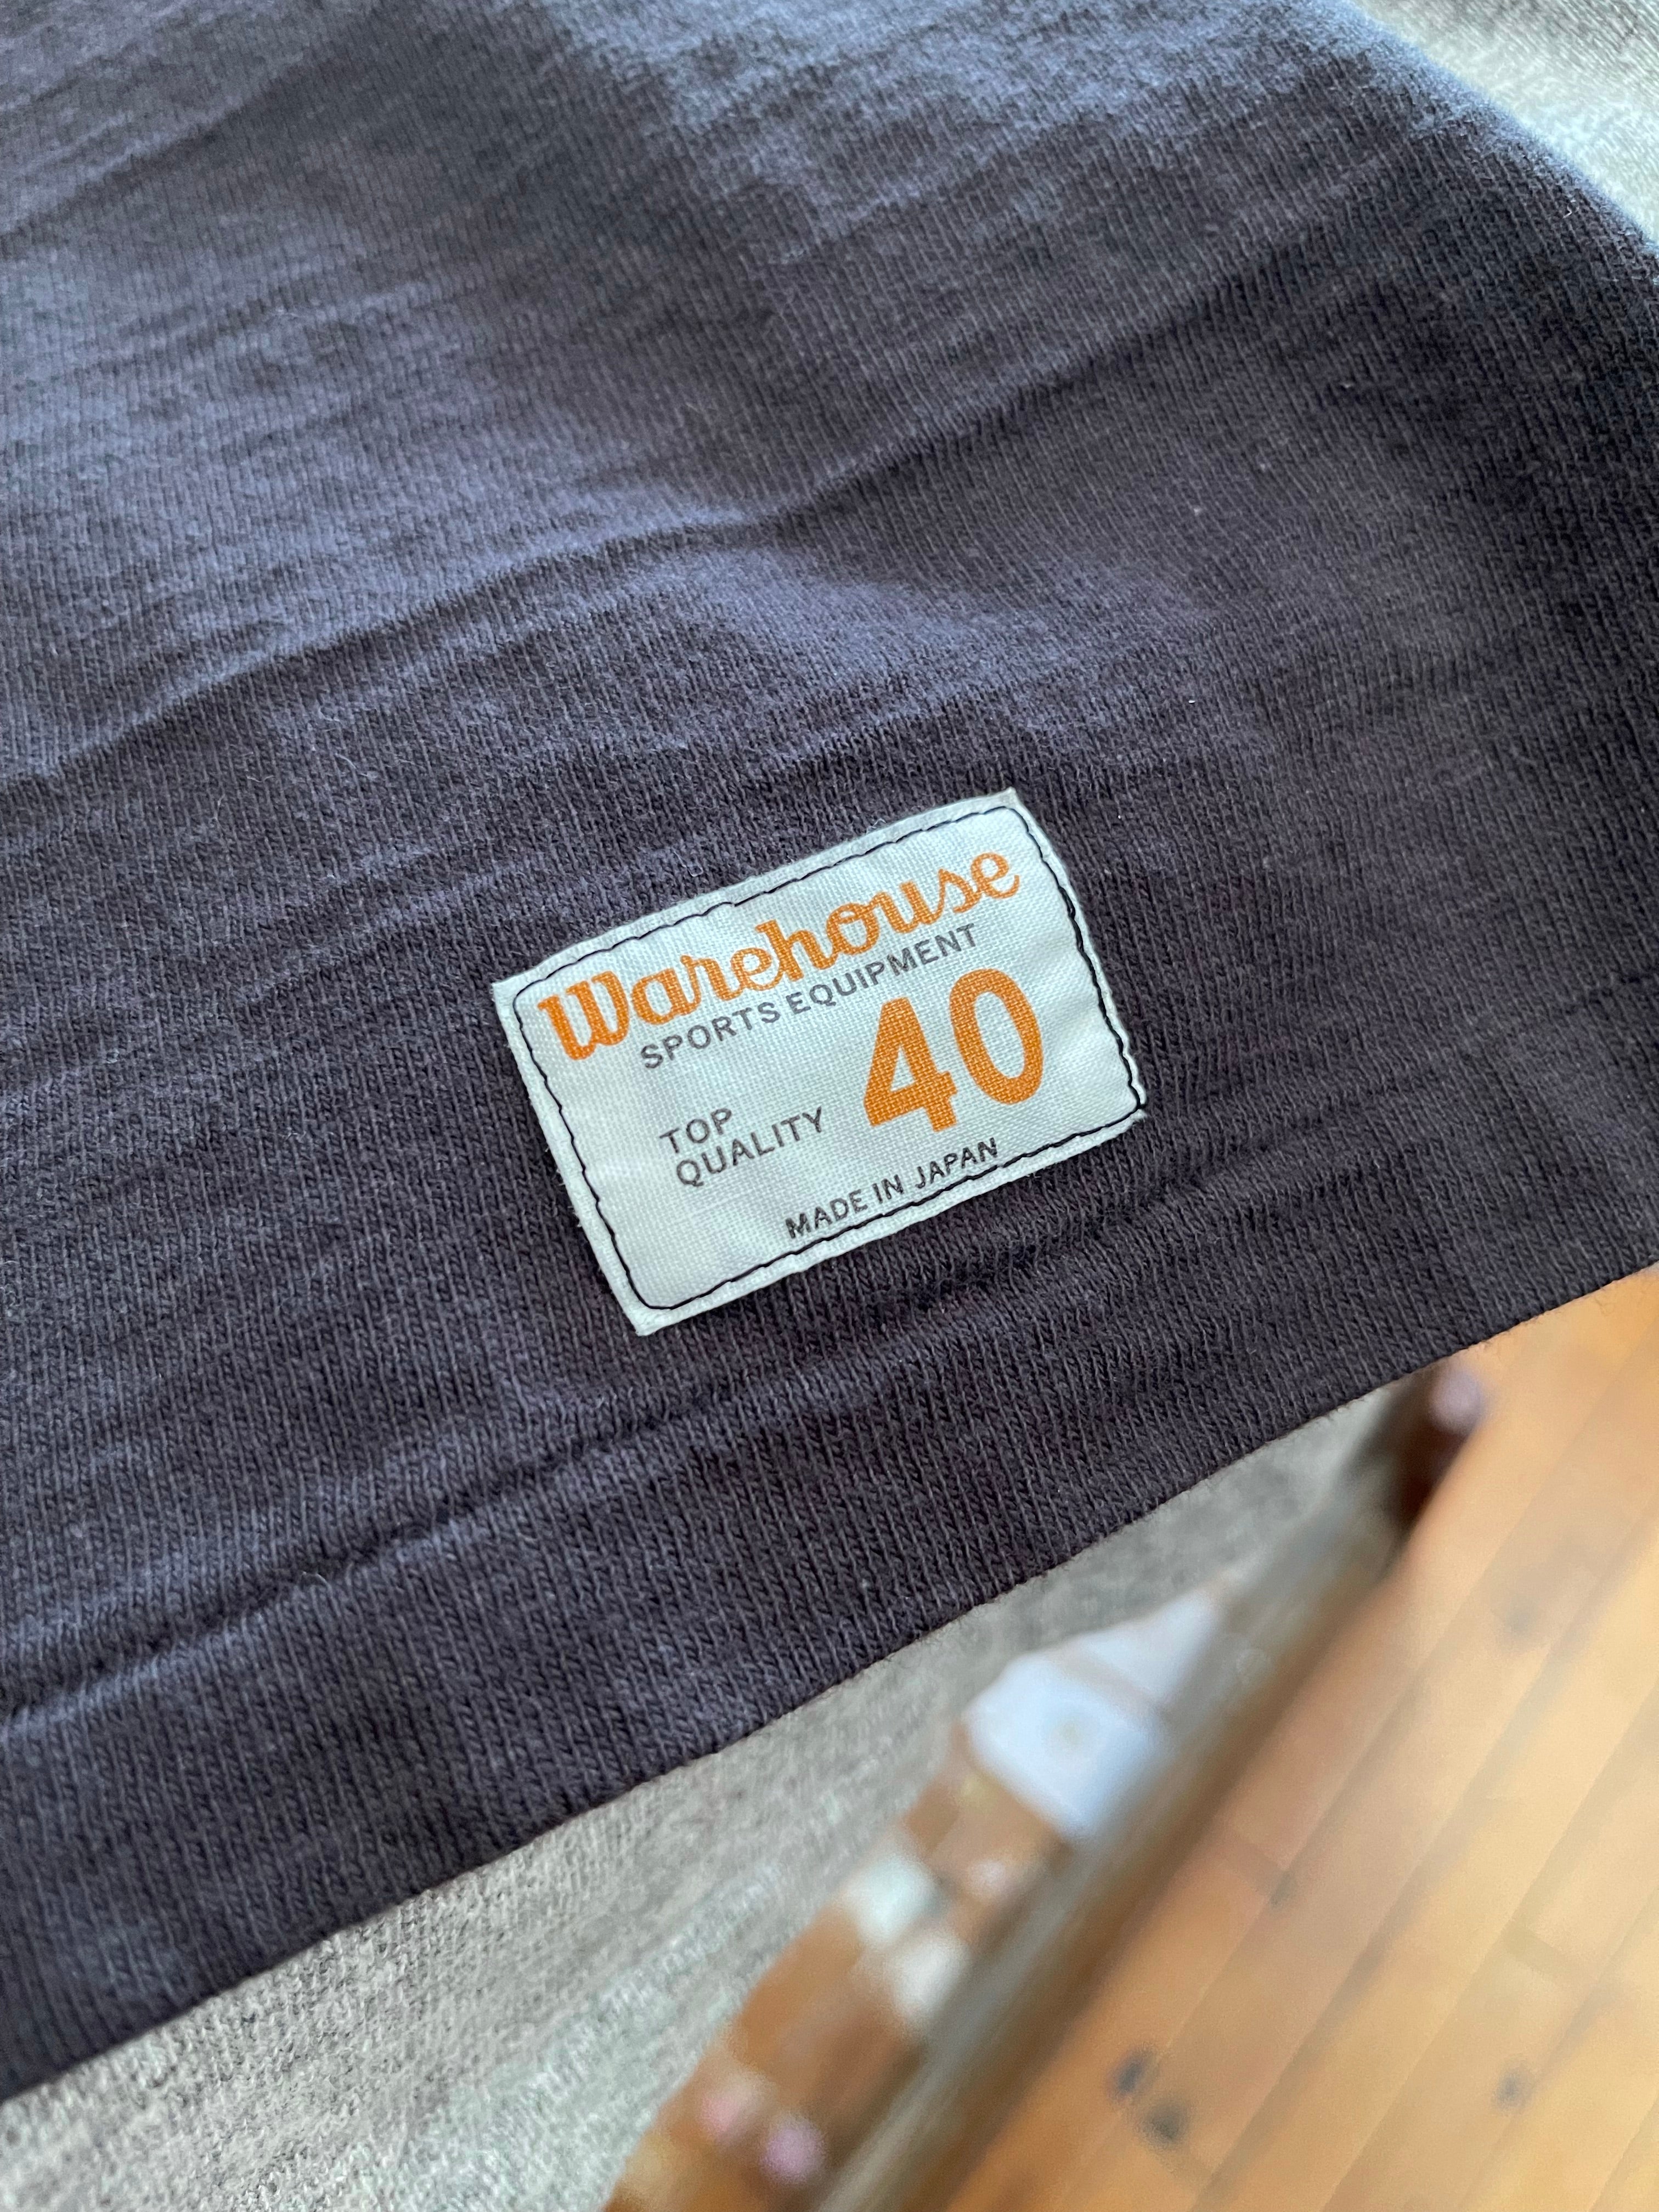 Warehouse
SPORTS EQUIPMENT
40
TOP
QUALITY
MADE IN JAPAN